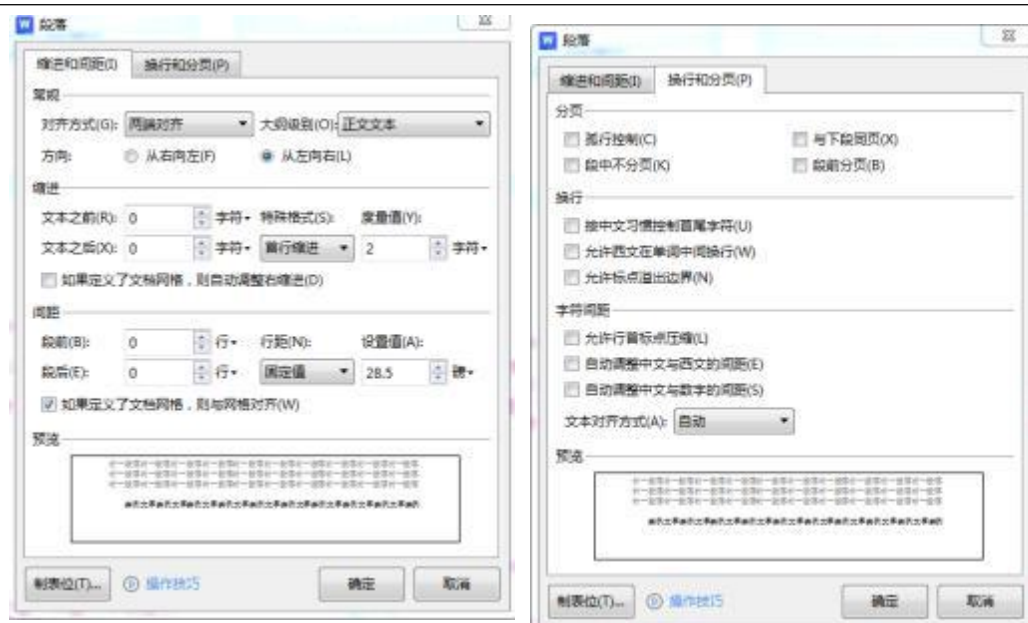 段落
缩进和间距(I) 换行和分页(P)
常规
对齐方式(G): 两端对齐 大纲级别(O): 正文文本
方向: 从右向左(F) 从左向右(L)
缩进
文本之前(R): 0 字符 特殊格式(S): 度量值(Y):
文本之后(X): 0 字符 首行缩进 2 字符
如果定义了文档网格，则自动调整右缩进(D)
间距
段前(B): 0 行 行距(N): 设置值(A):
段后(E): 0 行 固定值 28.5 磅
如果定义了文档网格，则与网格对齐(W)
预览
制表位(T)... 操作技巧 确定 取消
段落
缩进和间距(I) 换行和分页(P)
分页
孤行控制(C) 与下段同页(X)
段中不分页(K) 段前分页(B)
换行
按中文习惯控制首尾字符(U)
允许西文在单词中间换行(W)
允许标点溢出边界(N)
字符间距
允许行首标点压缩(L)
自动调整中文与西文的间距(E)
自动调整中文与数字的间距(S)
文本对齐方式(A): 自动
预览
制表位(T)... 操作技巧 确定 取消